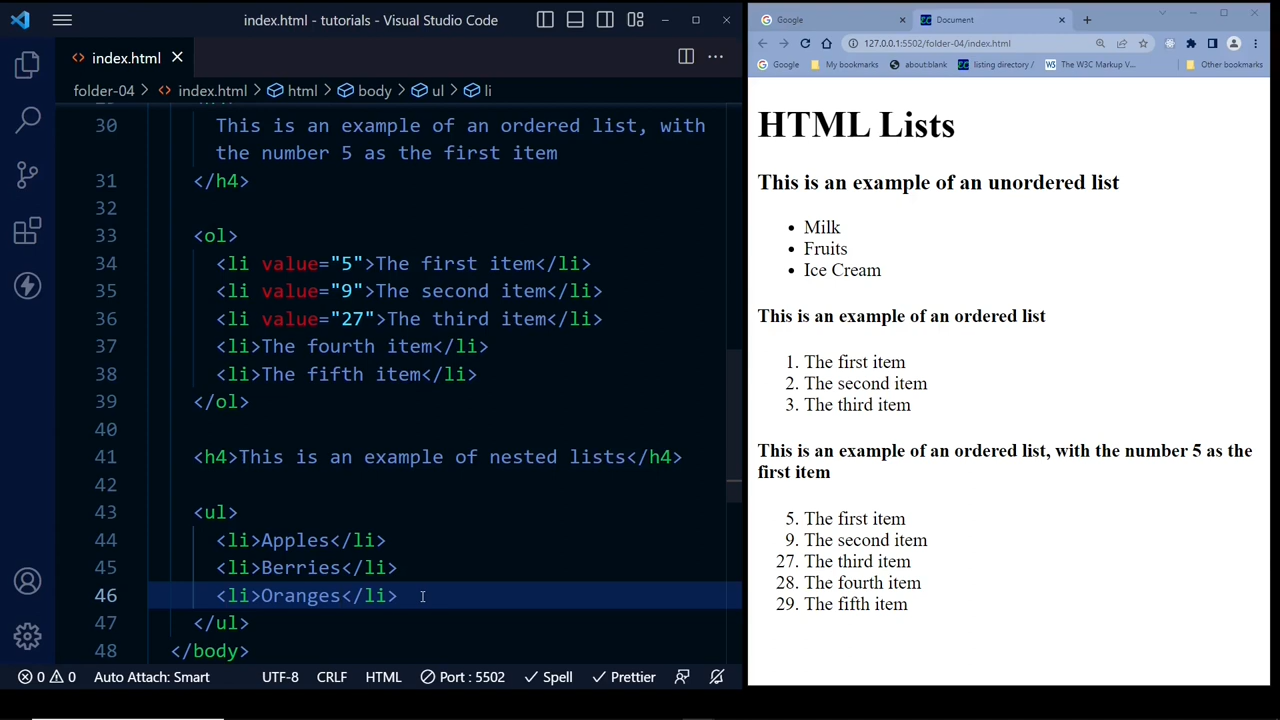 index.html - tutorials - Visual Studio Code
index.html
folder-04 > index.html > html > body > ul > li
30 This is an example of an ordered list, with
the number 5 as the first item
31 </h4>
32
33 <ol>
34 <li value="5">The first item</li>
35 <li value="9">The second item</li>
36 <li value="27">The third item</li>
37 <li>The fourth item</li>
38 <li>The fifth item</li>
39 </ol>
40
41 <h4>This is an example of nested lists</h4>
42
43 <ul>
44 <li>Apples</li>
45 <li>Berries</li>
46 <li>Oranges</li>
47 </ul>
48 </body>
0 0 Auto Attach: Smart UTF-8 CRLF HTML Port : 5502 Spell Prettier
Google Document
127.0.0.1:5502/folder-04/index.html
Google My bookmarks about:blank listing directory / The W3C Markup V... Other bookmarks
HTML Lists
This is an example of an unordered list
• Milk
• Fruits
• Ice Cream
This is an example of an ordered list
1. The first item
2. The second item
3. The third item
This is an example of an ordered list, with the number 5 as the
first item
5. The first item
9. The second item
27. The third item
28. The fourth item
29. The fifth item